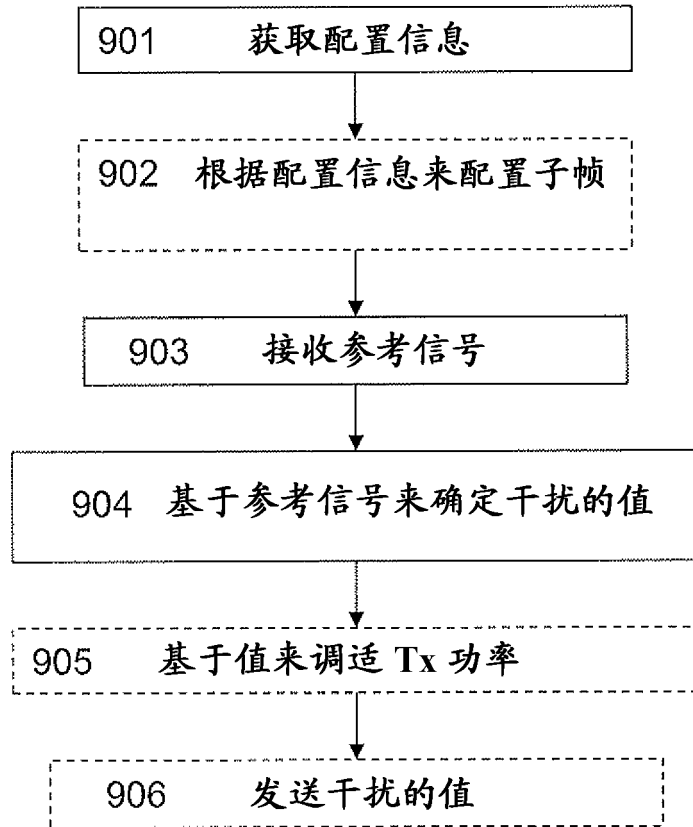 901 获取配置信息
902 根据配置信息来配置子帧
903 接收参考信号
904 基于参考信号来确定干扰的值
905 基于值来调适 Tx 功率
906 发送干扰的值